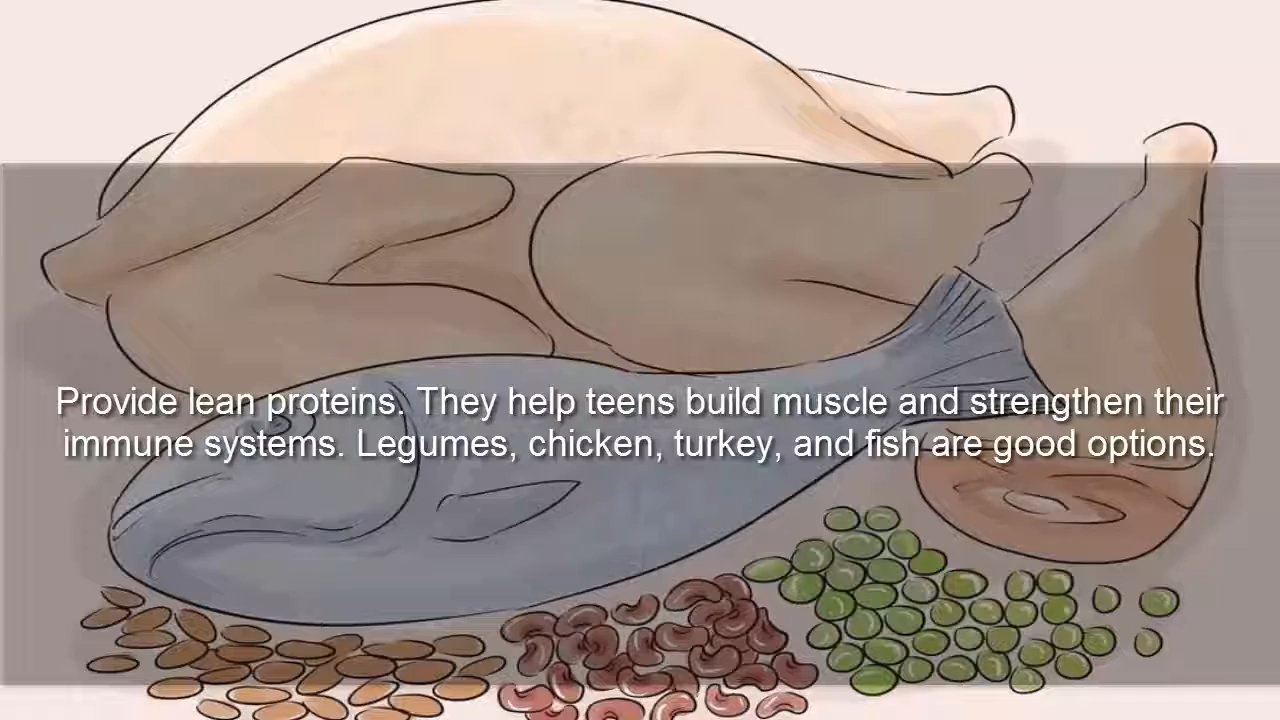 Provide lean proteins. They help teens build muscle and strengthen their
immune systems. Legumes, chicken, turkey, and fish are good options.